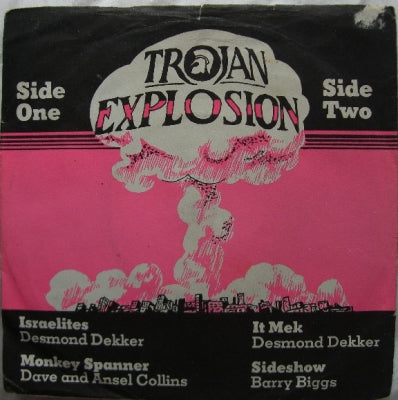 TROJAN
EXPLOSION
Side
One
Side
Two
Israelites
Desmond Dekker
Monkey Spanner
Dave and Ansel Collins
It Mek
Desmond Dekker
Sideshow
Barry Biggs